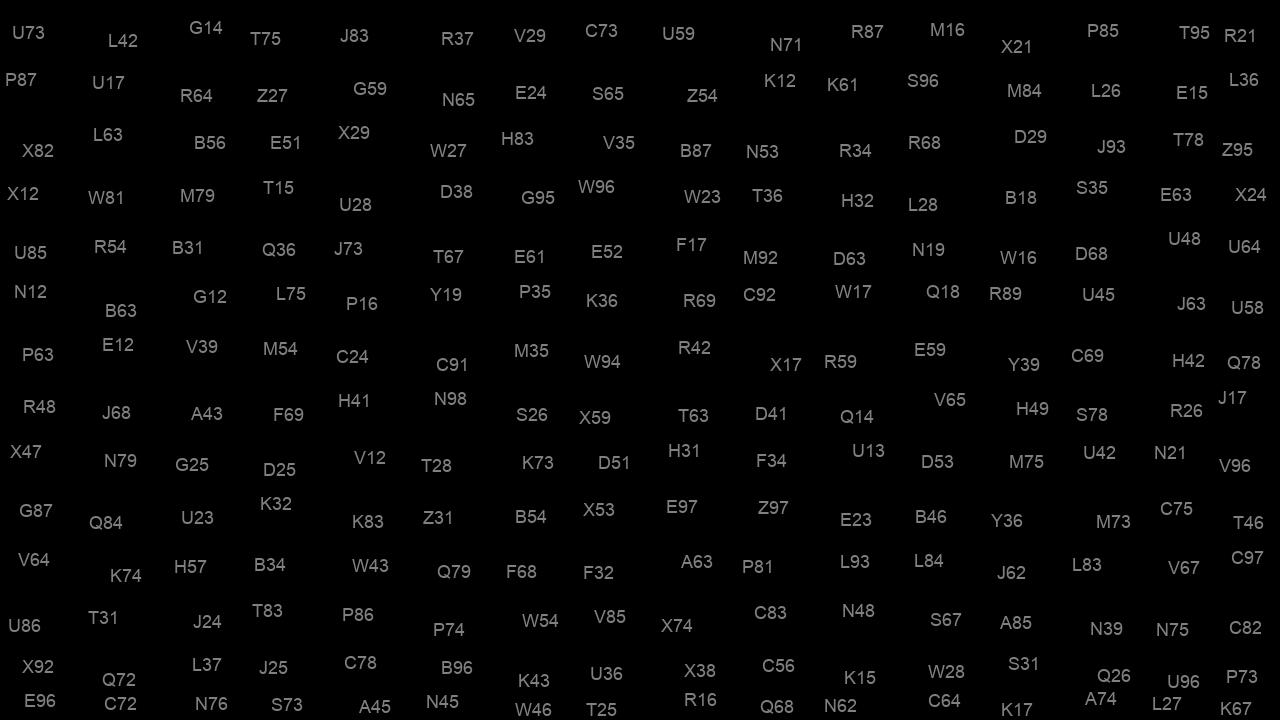 U73 L42 G14 T75 J83 R37 V29 C73 U59 N71 R87 M16 X21 P85 T95 R21
P87 U17 R64 Z27 G59 N65 E24 S65 Z54 K12 K61 S96 M84 L26 E15 L36
X82 L63 B56 E51 X29 W27 H83 V35 B87 N53 R34 R68 D29 J93 T78 Z95
X12 W81 M79 T15 U28 D38 G95 W96 W23 T36 H32 L28 B18 S35 E63 X24
U85 R54 B31 Q36 J73 T67 E61 E52 F17 M92 D63 N19 W16 D68 U48 U64
N12 B63 G12 L75 P16 Y19 P35 K36 R69 C92 W17 Q18 R89 U45 J63 U58
P63 E12 V39 M54 C24 C91 M35 W94 R42 X17 R59 E59 Y39 C69 H42 Q78
R48 J68 A43 F69 H41 N98 S26 X59 T63 D41 Q14 V65 H49 S78 R26 J17
X47 N79 G25 D25 V12 T28 K73 D51 H31 F34 U13 D53 M75 U42 N21 V96
G87 Q84 U23 K32 K83 Z31 B54 X53 E97 Z97 E23 B46 Y36 M73 C75 T46
V64 K74 H57 B34 W43 Q79 F68 F32 A63 P81 L93 L84 J62 L83 V67 C97
U86 T31 J24 T83 P86 P74 W54 V85 X74 C83 N48 S67 A85 N39 N75 C82
X92 Q72 L37 J25 C78 B96 K43 U36 X38 C56 K15 W28 S31 Q26 U96 P73
E96 C72 N76 S73 A45 N45 W46 T25 R16 Q68 N62 C64 K17 A74 L27 K67